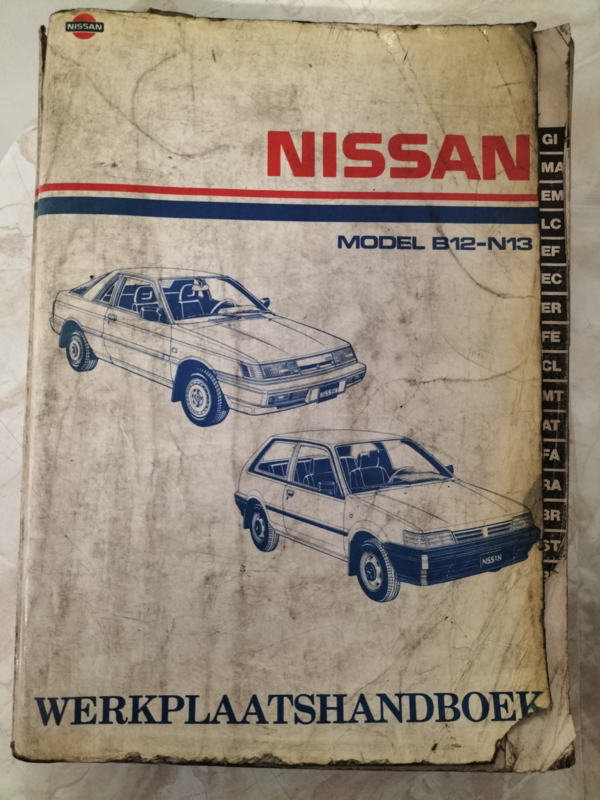 NISSAN
NISSAN
MODEL B12-N13
NISSAN
NISSAN
WERKPLAATSHANDBOEK
GI
MA
EM
LC
EF
EC
ER
FE
CL
MT
AT
FA
RA
BR
ST